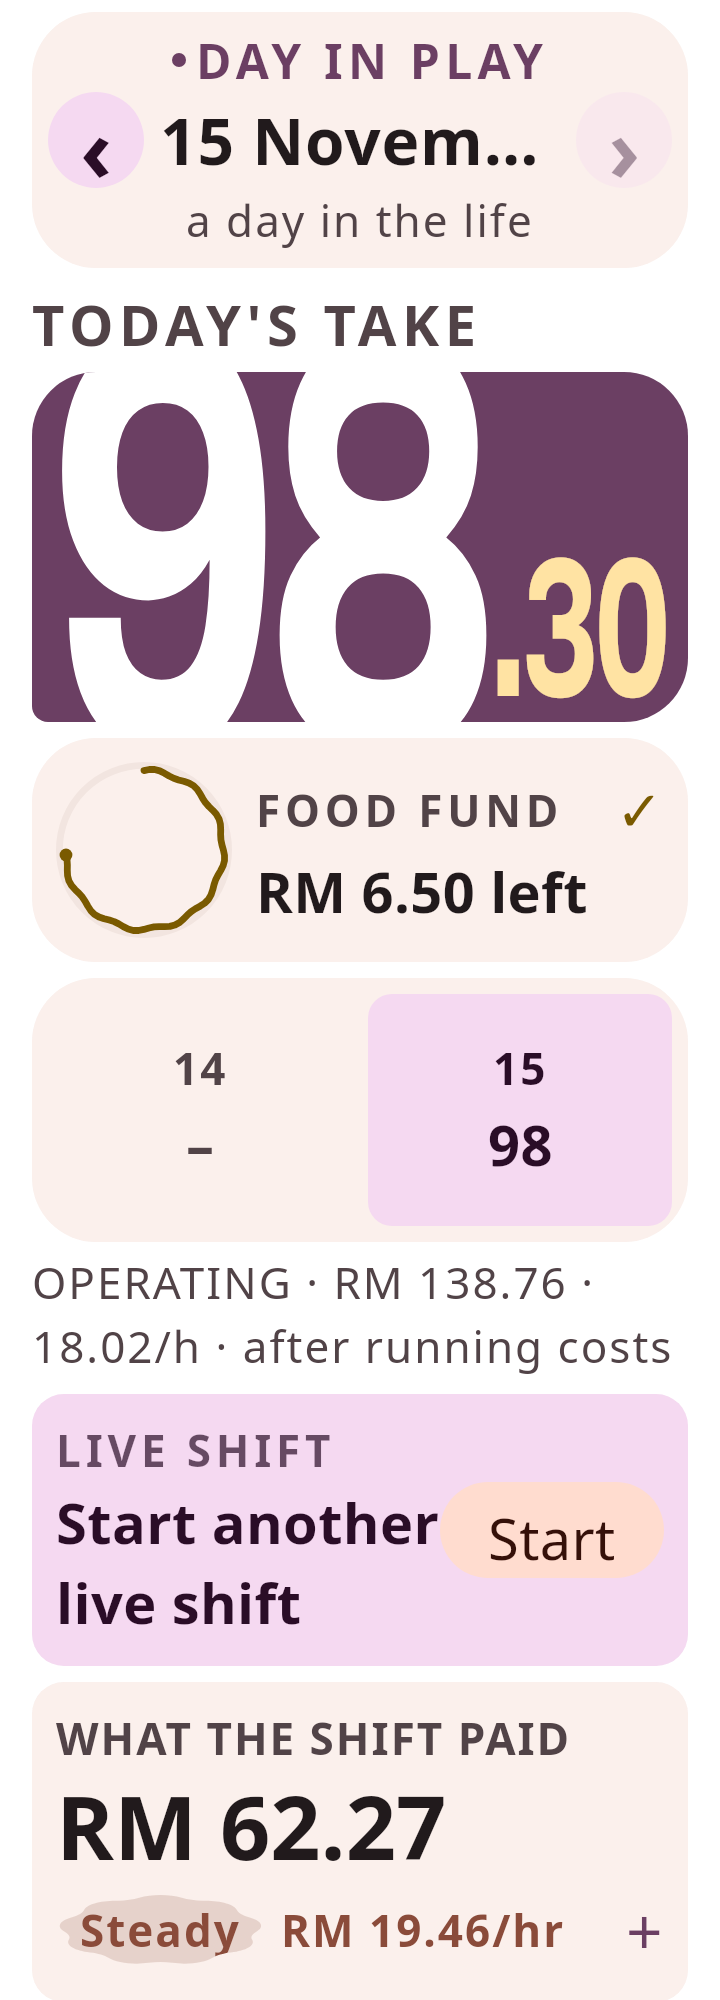 •DAY IN PLAY
‹ 15 Novem... ›
a day in the life
TODAY'S TAKE
98.30
FOOD FUND ✓
RM 6.50 left
14 15
– 98
OPERATING · RM 138.76 ·
18.02/h · after running costs
LIVE SHIFT
Start another
live shift
Start
WHAT THE SHIFT PAID
RM 62.27
Steady RM 19.46/hr +